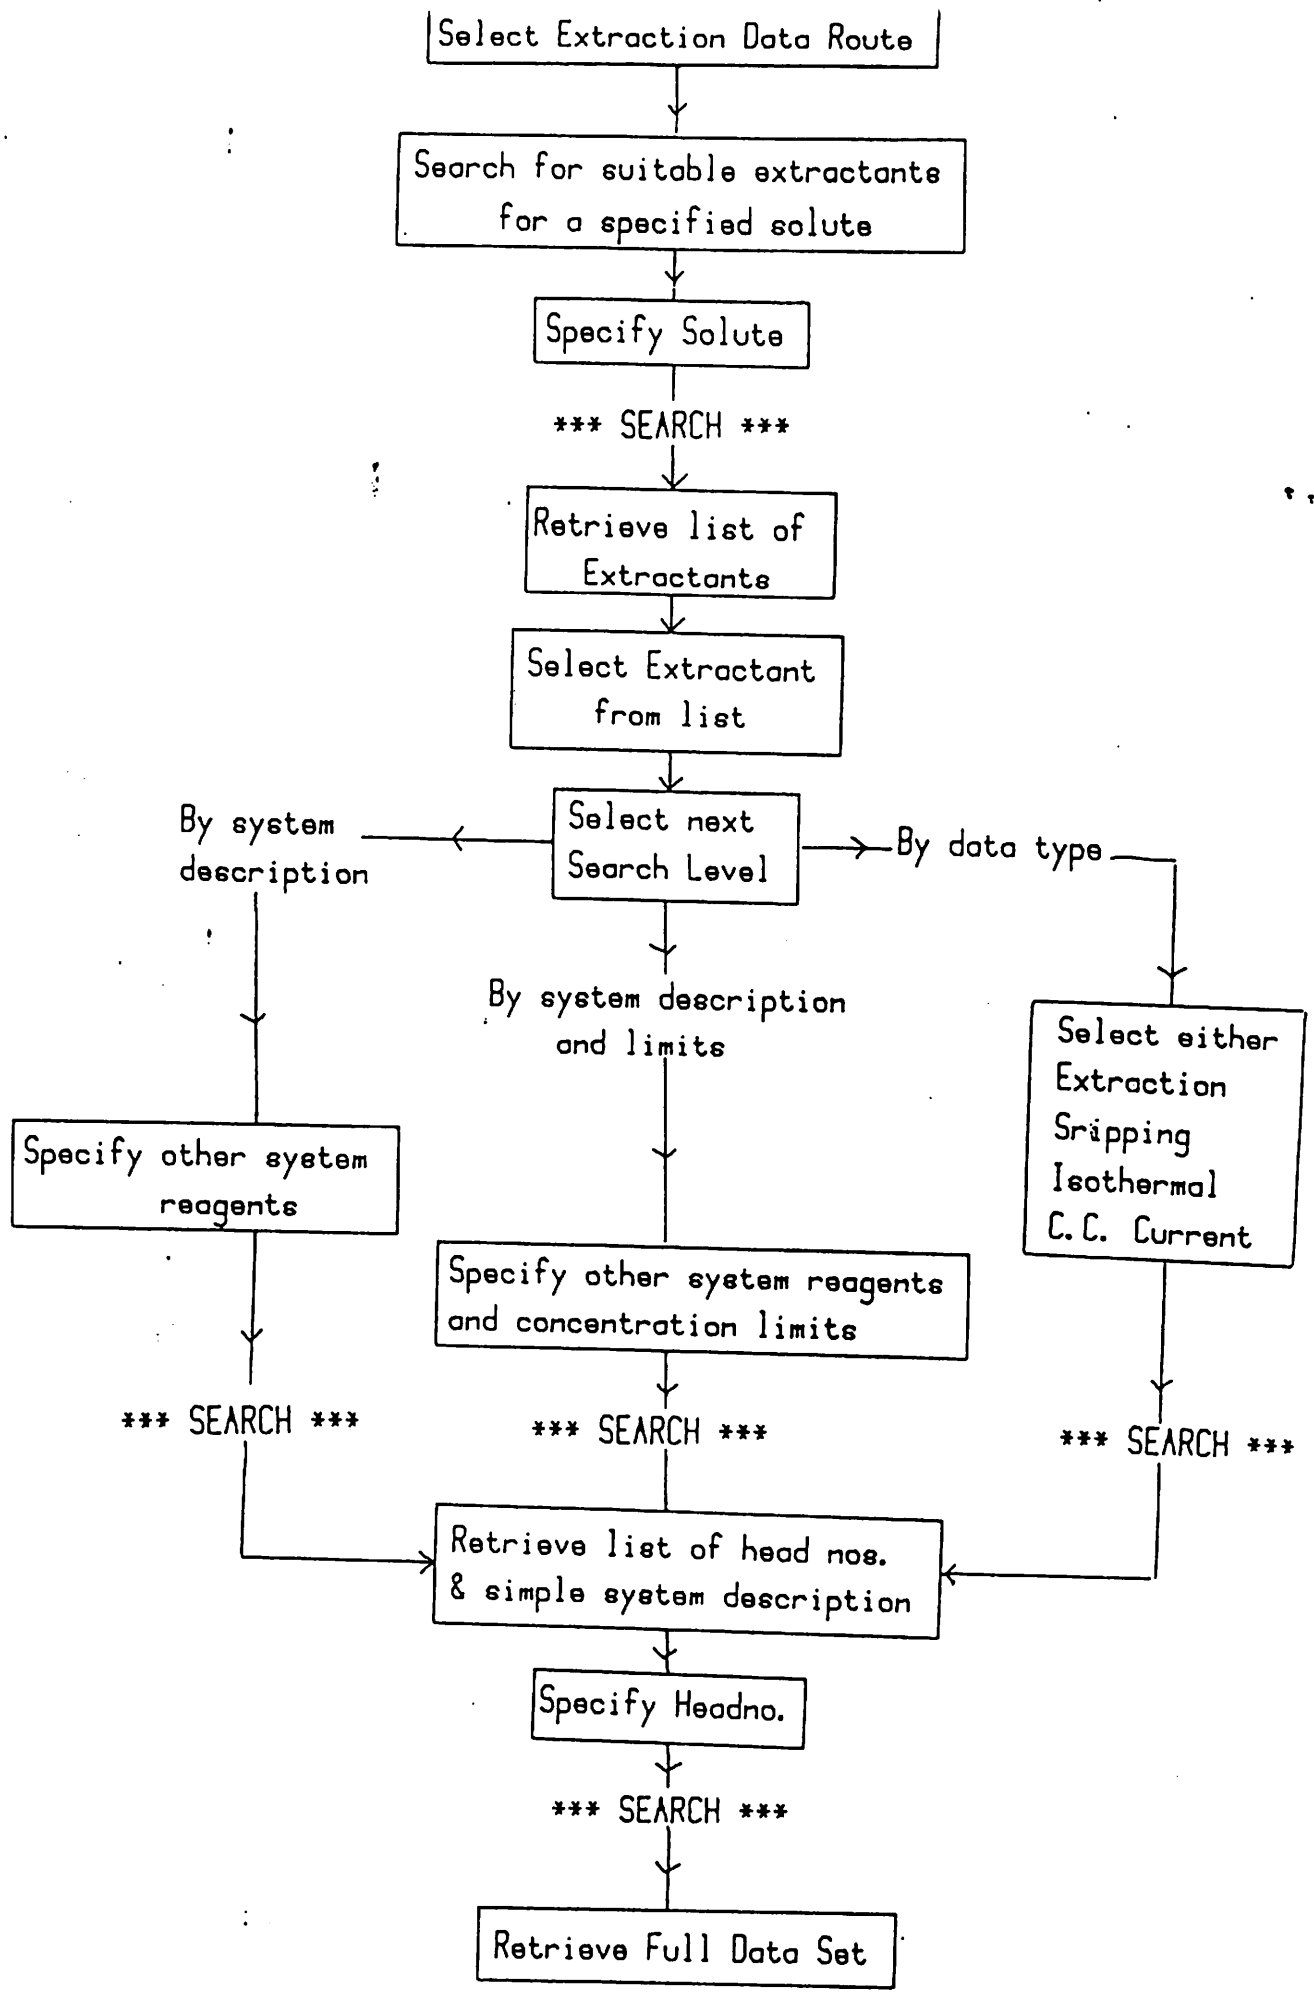 Select Extraction Data Route
Search for suitable extractants
for a specified solute
Specify Solute
*** SEARCH ***
Retrieve list of
Extractants
Select Extractant
from list
Select next
Search Level
By system
description
By data type
By system description
and limits
Select either
Extraction
Sripping
Isothermal
C.C. Current
Specify other system
reagents
Specify other system reagents
and concentration limits
*** SEARCH ***
*** SEARCH ***
*** SEARCH ***
Retrieve list of head nos.
& simple system description
Specify Headno.
*** SEARCH ***
Retrieve Full Data Set